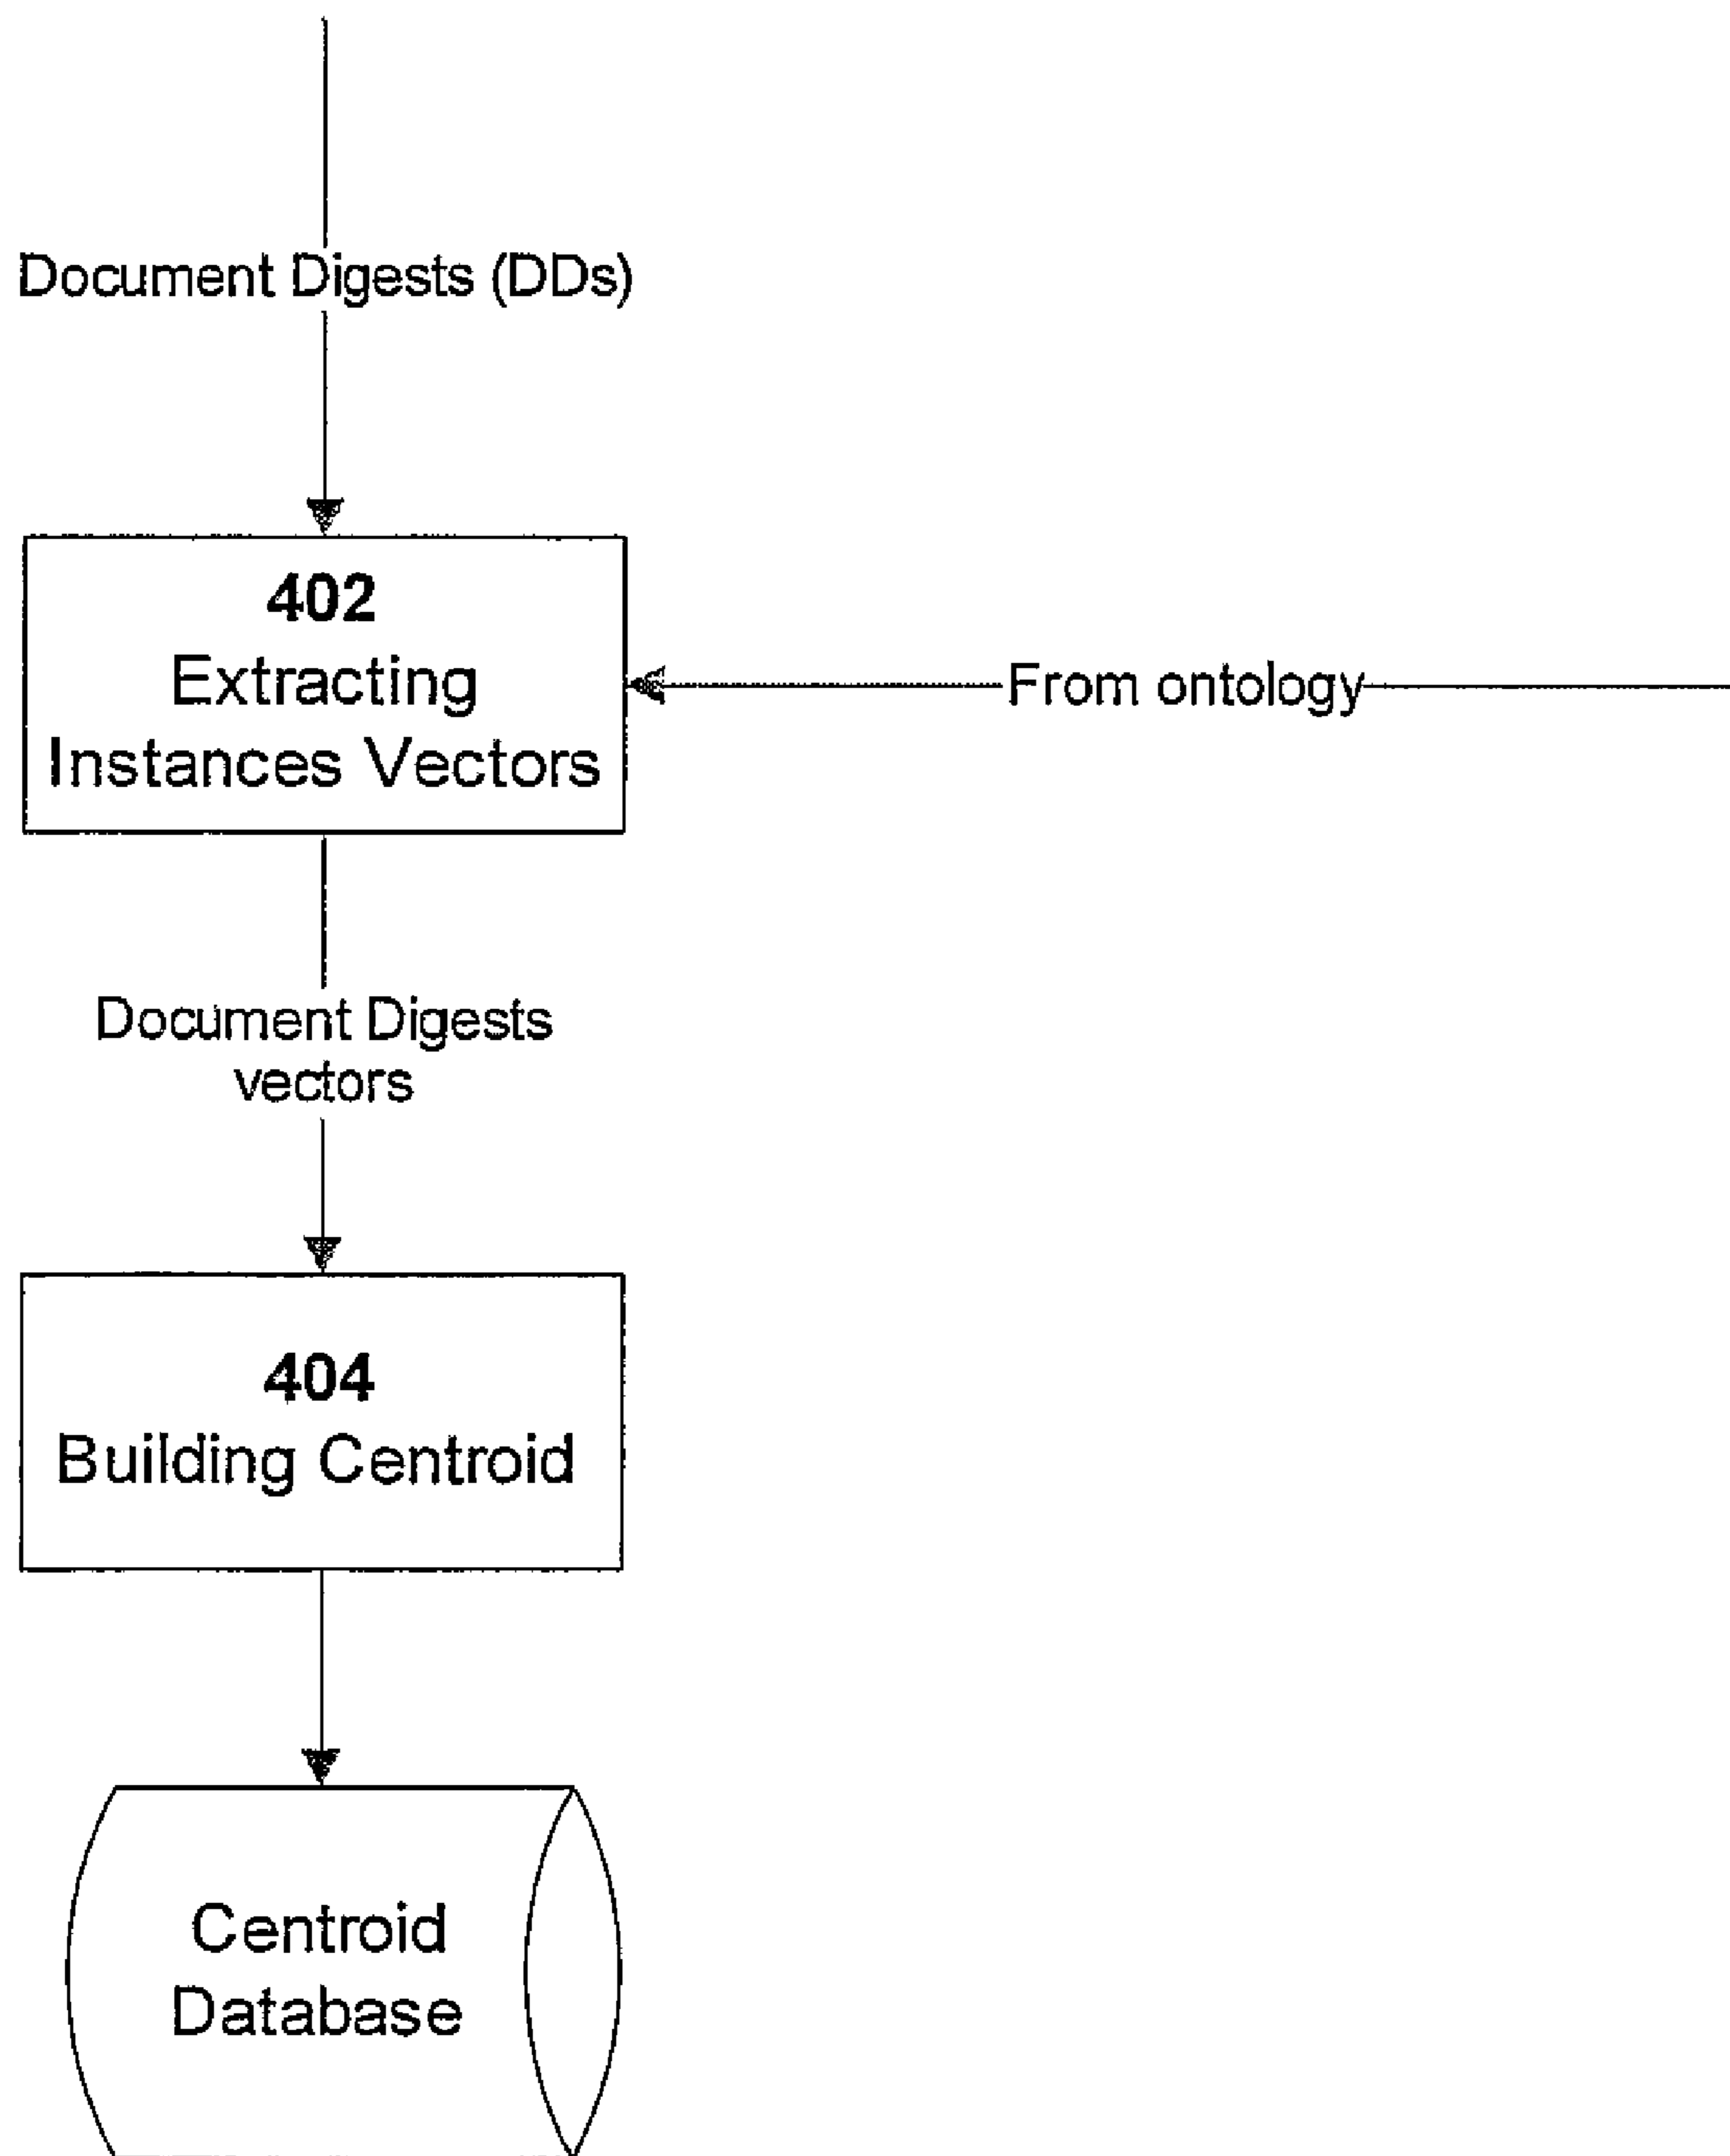 Document Digests (DDs)
402
Extracting
Instances Vectors
From ontology
Document Digests
vectors
404
Building Centroid
Centroid
Database